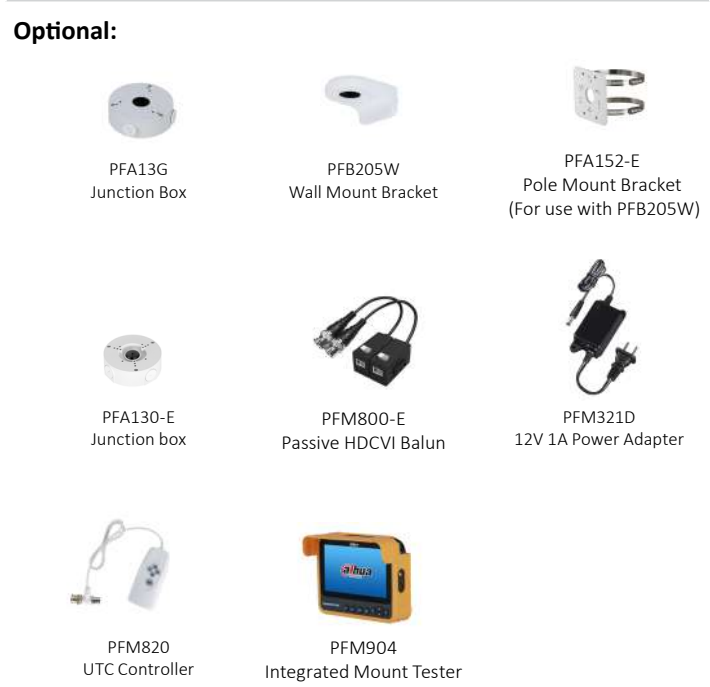 Optional:
PFA13G
Junction Box
PFB205W
Wall Mount Bracket
PFA152-E
Pole Mount Bracket
(For use with PFB205W)
PFA130-E
Junction box
PFM800-E
Passive HDCVI Balun
PFM321D
12V 1A Power Adapter
alhua
PFM820
UTC Controller
PFM904
Integrated Mount Tester